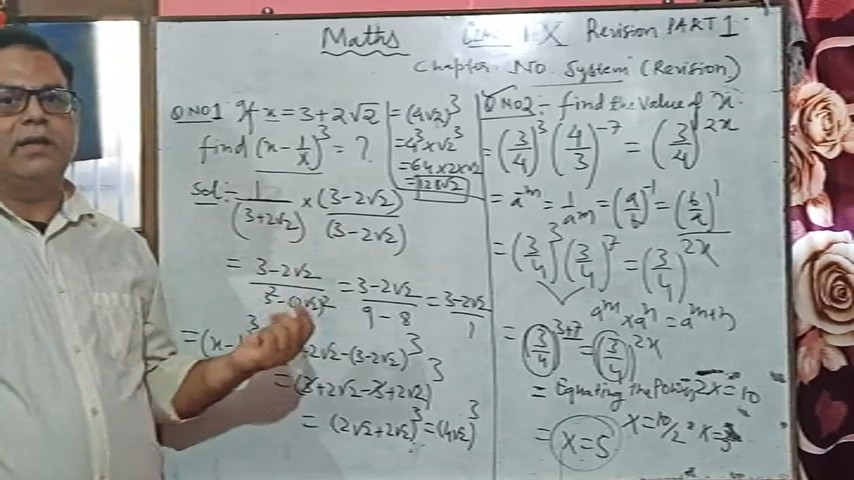 Maths
X Revision PART 1
Chapter. NO. System (Revision)
Q NO1 If x = 3+2√2
find (x - 1/x)³ = ?
Sol:- 1/(3+2√2) × (3-2√2)/(3-2√2)
= 3-2√2/3²-(2√2)² = 3-2√2/9-8 = 3-2√2/1
= (x-
2√2-(3-2√2)³
= (3+2√2-3+2√2)³
= (2√2+2√2)³ = (4√2)³
= (4√2)³
= 4³×√2³
= 64×2×√2
= 128√2
Q NO2 :- find the value of x.
= (3/4)³ (4/3)⁻⁷ = (3/4)²ˣ
= a⁻ᵐ = 1/aᵐ = (a/b)⁻¹ = (b/a)¹
= (3/4)³ (3/4)⁷ = (3/4)²ˣ
aᵐ×aⁿ = aᵐ⁺ⁿ
= (3/4)³⁺⁷ = (3/4)²ˣ
= Equating the Power 2x = 10
x = 10/2 = x = 5
= x = 5